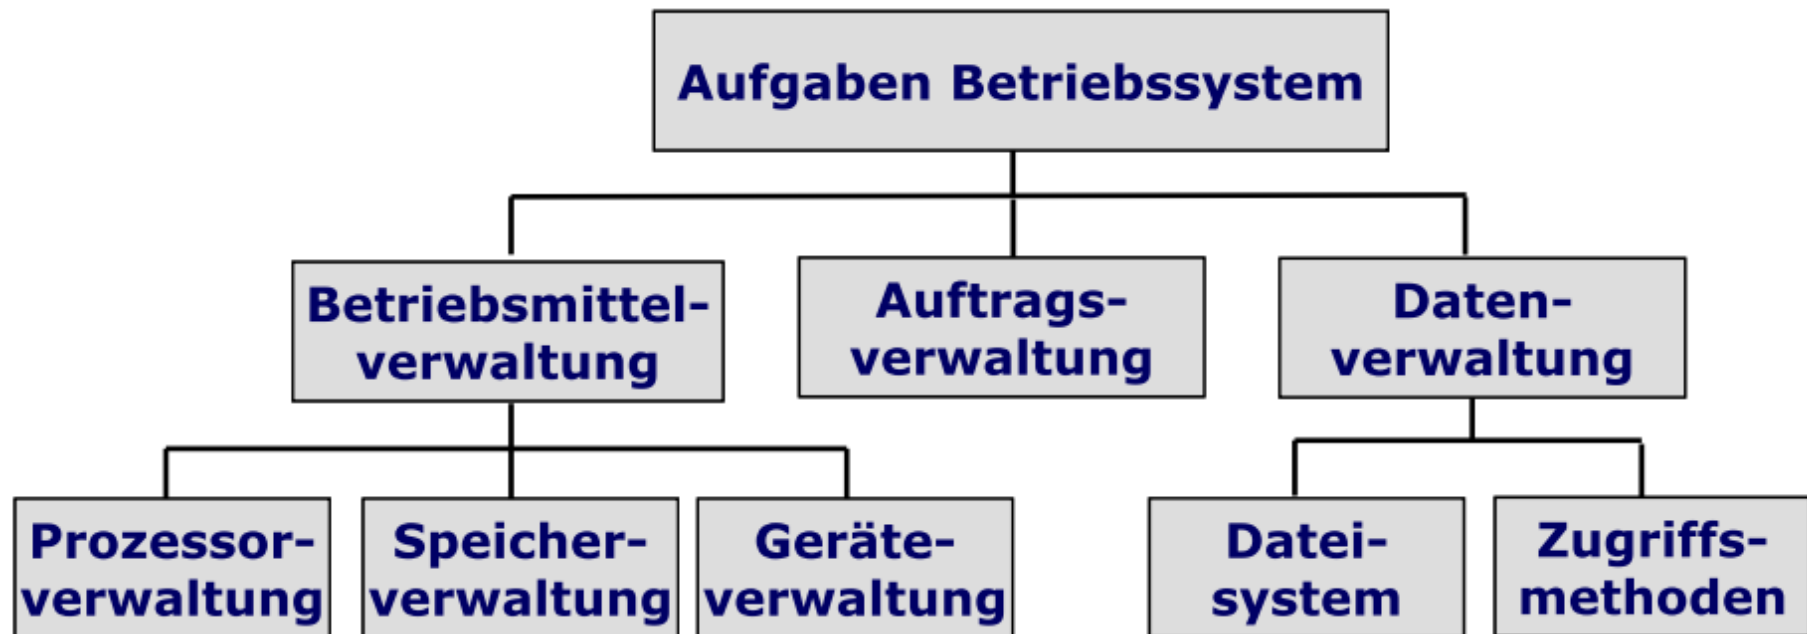 Aufgaben Betriebssystem
Betriebsmittel-
verwaltung
Auftrags-
verwaltung
Daten-
verwaltung
Prozessor-
verwaltung
Speicher-
verwaltung
Geräte-
verwaltung
Datei-
system
Zugriffs-
methoden